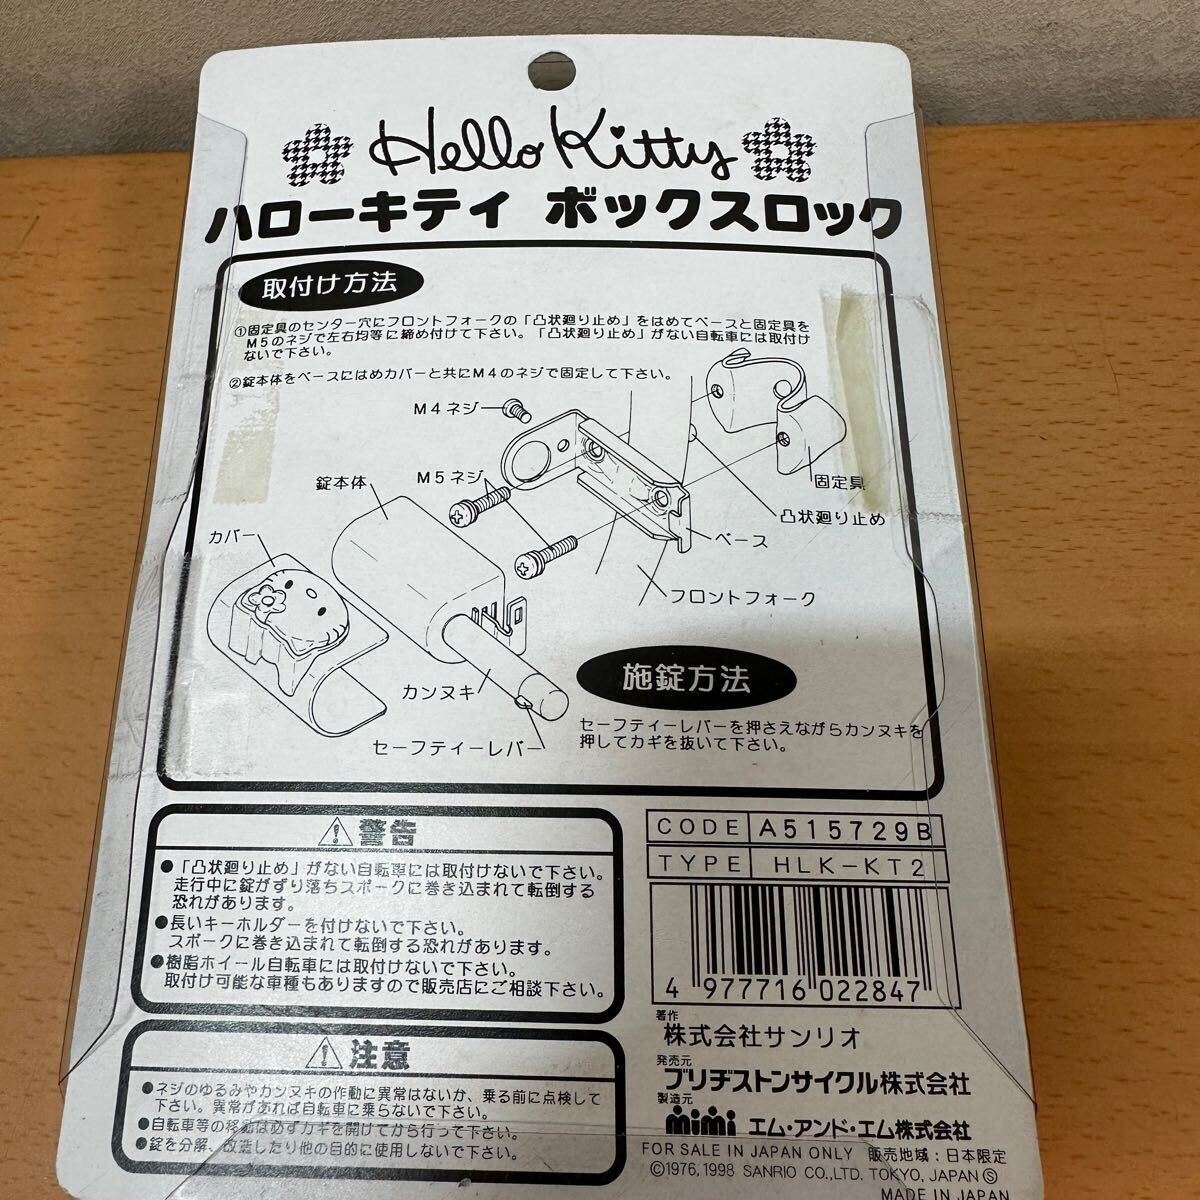 Hello Kitty
ハローキティ ボックスロック
取付け方法
①固定具のセンター穴にフロントフォークの「凸状廻り止め」をはめてベースと固定具を
M5のネジで左右均等に締め付けて下さい。「凸状廻り止め」がない自転車には取付け
ないで下さい。
②錠本体をベースにはめカバーと共にM4のネジで固定して下さい。
M4ネジ
M5ネジ
錠本体
固定具
凸状廻り止め
ベース
カバー
フロントフォーク
カンヌキ
セーフティーレバー
施錠方法
セーフティーレバーを押さえながらカンヌキを
押してカギを抜いて下さい。
警告
●「凸状廻り止め」がない自転車には取付けないで下さい。
走行中に錠がずり落ちスポークに巻き込まれて転倒する
恐れがあります。
●長いキーホルダーを付けないで下さい。
スポークに巻き込まれて転倒する恐れがあります。
●樹脂ホイール自転車には取付けないで下さい。
取付け可能な車種もありますので販売店にご相談下さい。
注意
●ネジのゆるみやカンヌキの作動に異常はないか、乗る前に点検して
下さい。異常があれば自転車に乗らないで下さい。
●自転車等の移動は必ずカギを開けてから行って下さい。
●錠を分解、改造したり他の目的に使用しないで下さい。
CODE A515729B
TYPE HLK-KT2
4 977716 022847
著作
株式会社サンリオ
発売元
ブリヂストンサイクル株式会社
製造元
mimi エム・アンド・エム株式会社
FOR SALE IN JAPAN ONLY 販売地域:日本限定
©1976,1998 SANRIO CO.,LTD. TOKYO, JAPAN Ⓢ
MADE IN JAPAN